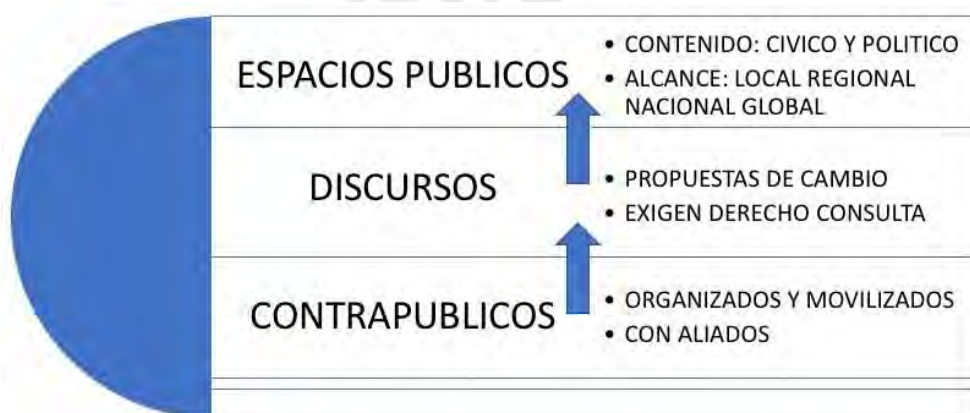 ESPACIOS PUBLICOS
• CONTENIDO: CIVICO Y POLITICO
• ALCANCE: LOCAL REGIONAL
NACIONAL GLOBAL
DISCURSOS
• PROPUESTAS DE CAMBIO
• EXIGEN DERECHO CONSULTA
CONTRAPUBLICOS
• ORGANIZADOS Y MOVILIZADOS
• CON ALIADOS